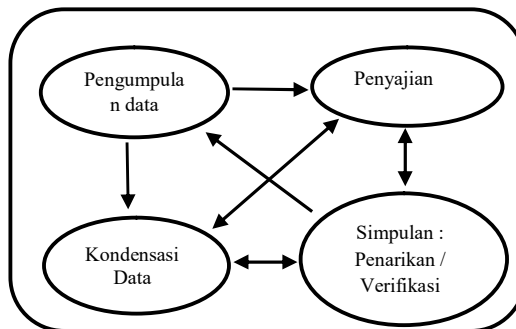 Pengumpula
n data
Penyajian
Kondensasi
Data
Simpulan :
Penarikan /
Verifikasi